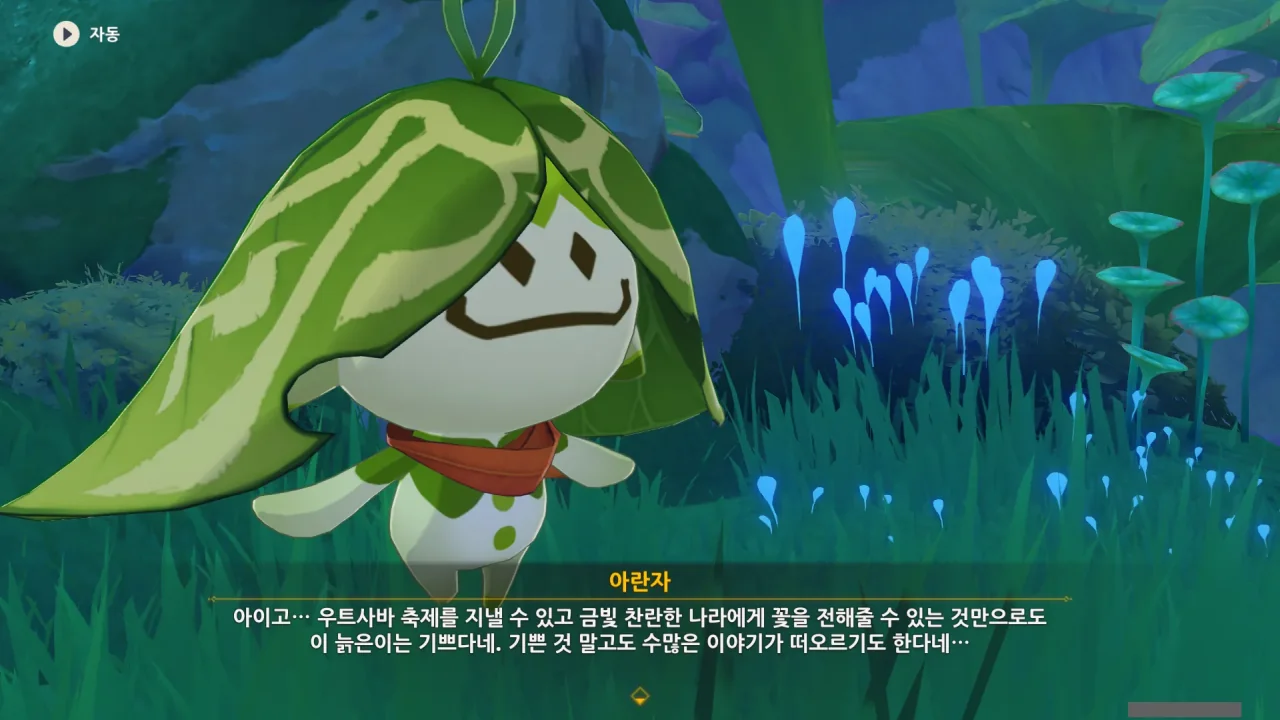 자동
아란자
아이고… 우트사바 축제를 지낼 수 있고 금빛 찬란한 나라에게 꽃을 전해줄 수 있는 것만으로도
이 늙은이는 기쁘다네. 기쁜 것 말고도 수많은 이야기가 떠오르기도 한다네…